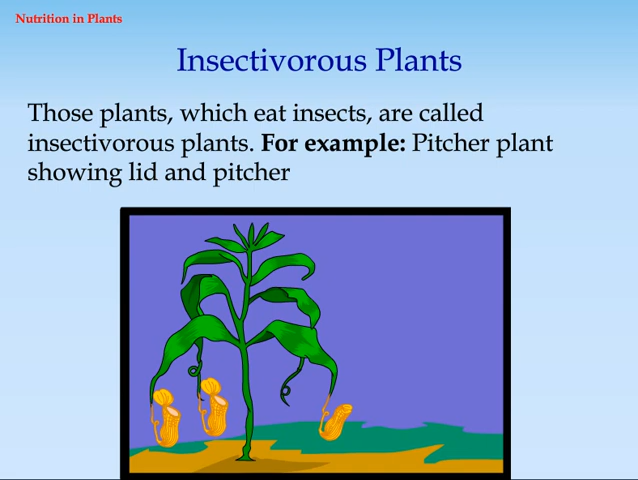 Nutrition in Plants
Insectivorous Plants
Those plants, which eat insects, are called
insectivorous plants. For example: Pitcher plant
showing lid and pitcher